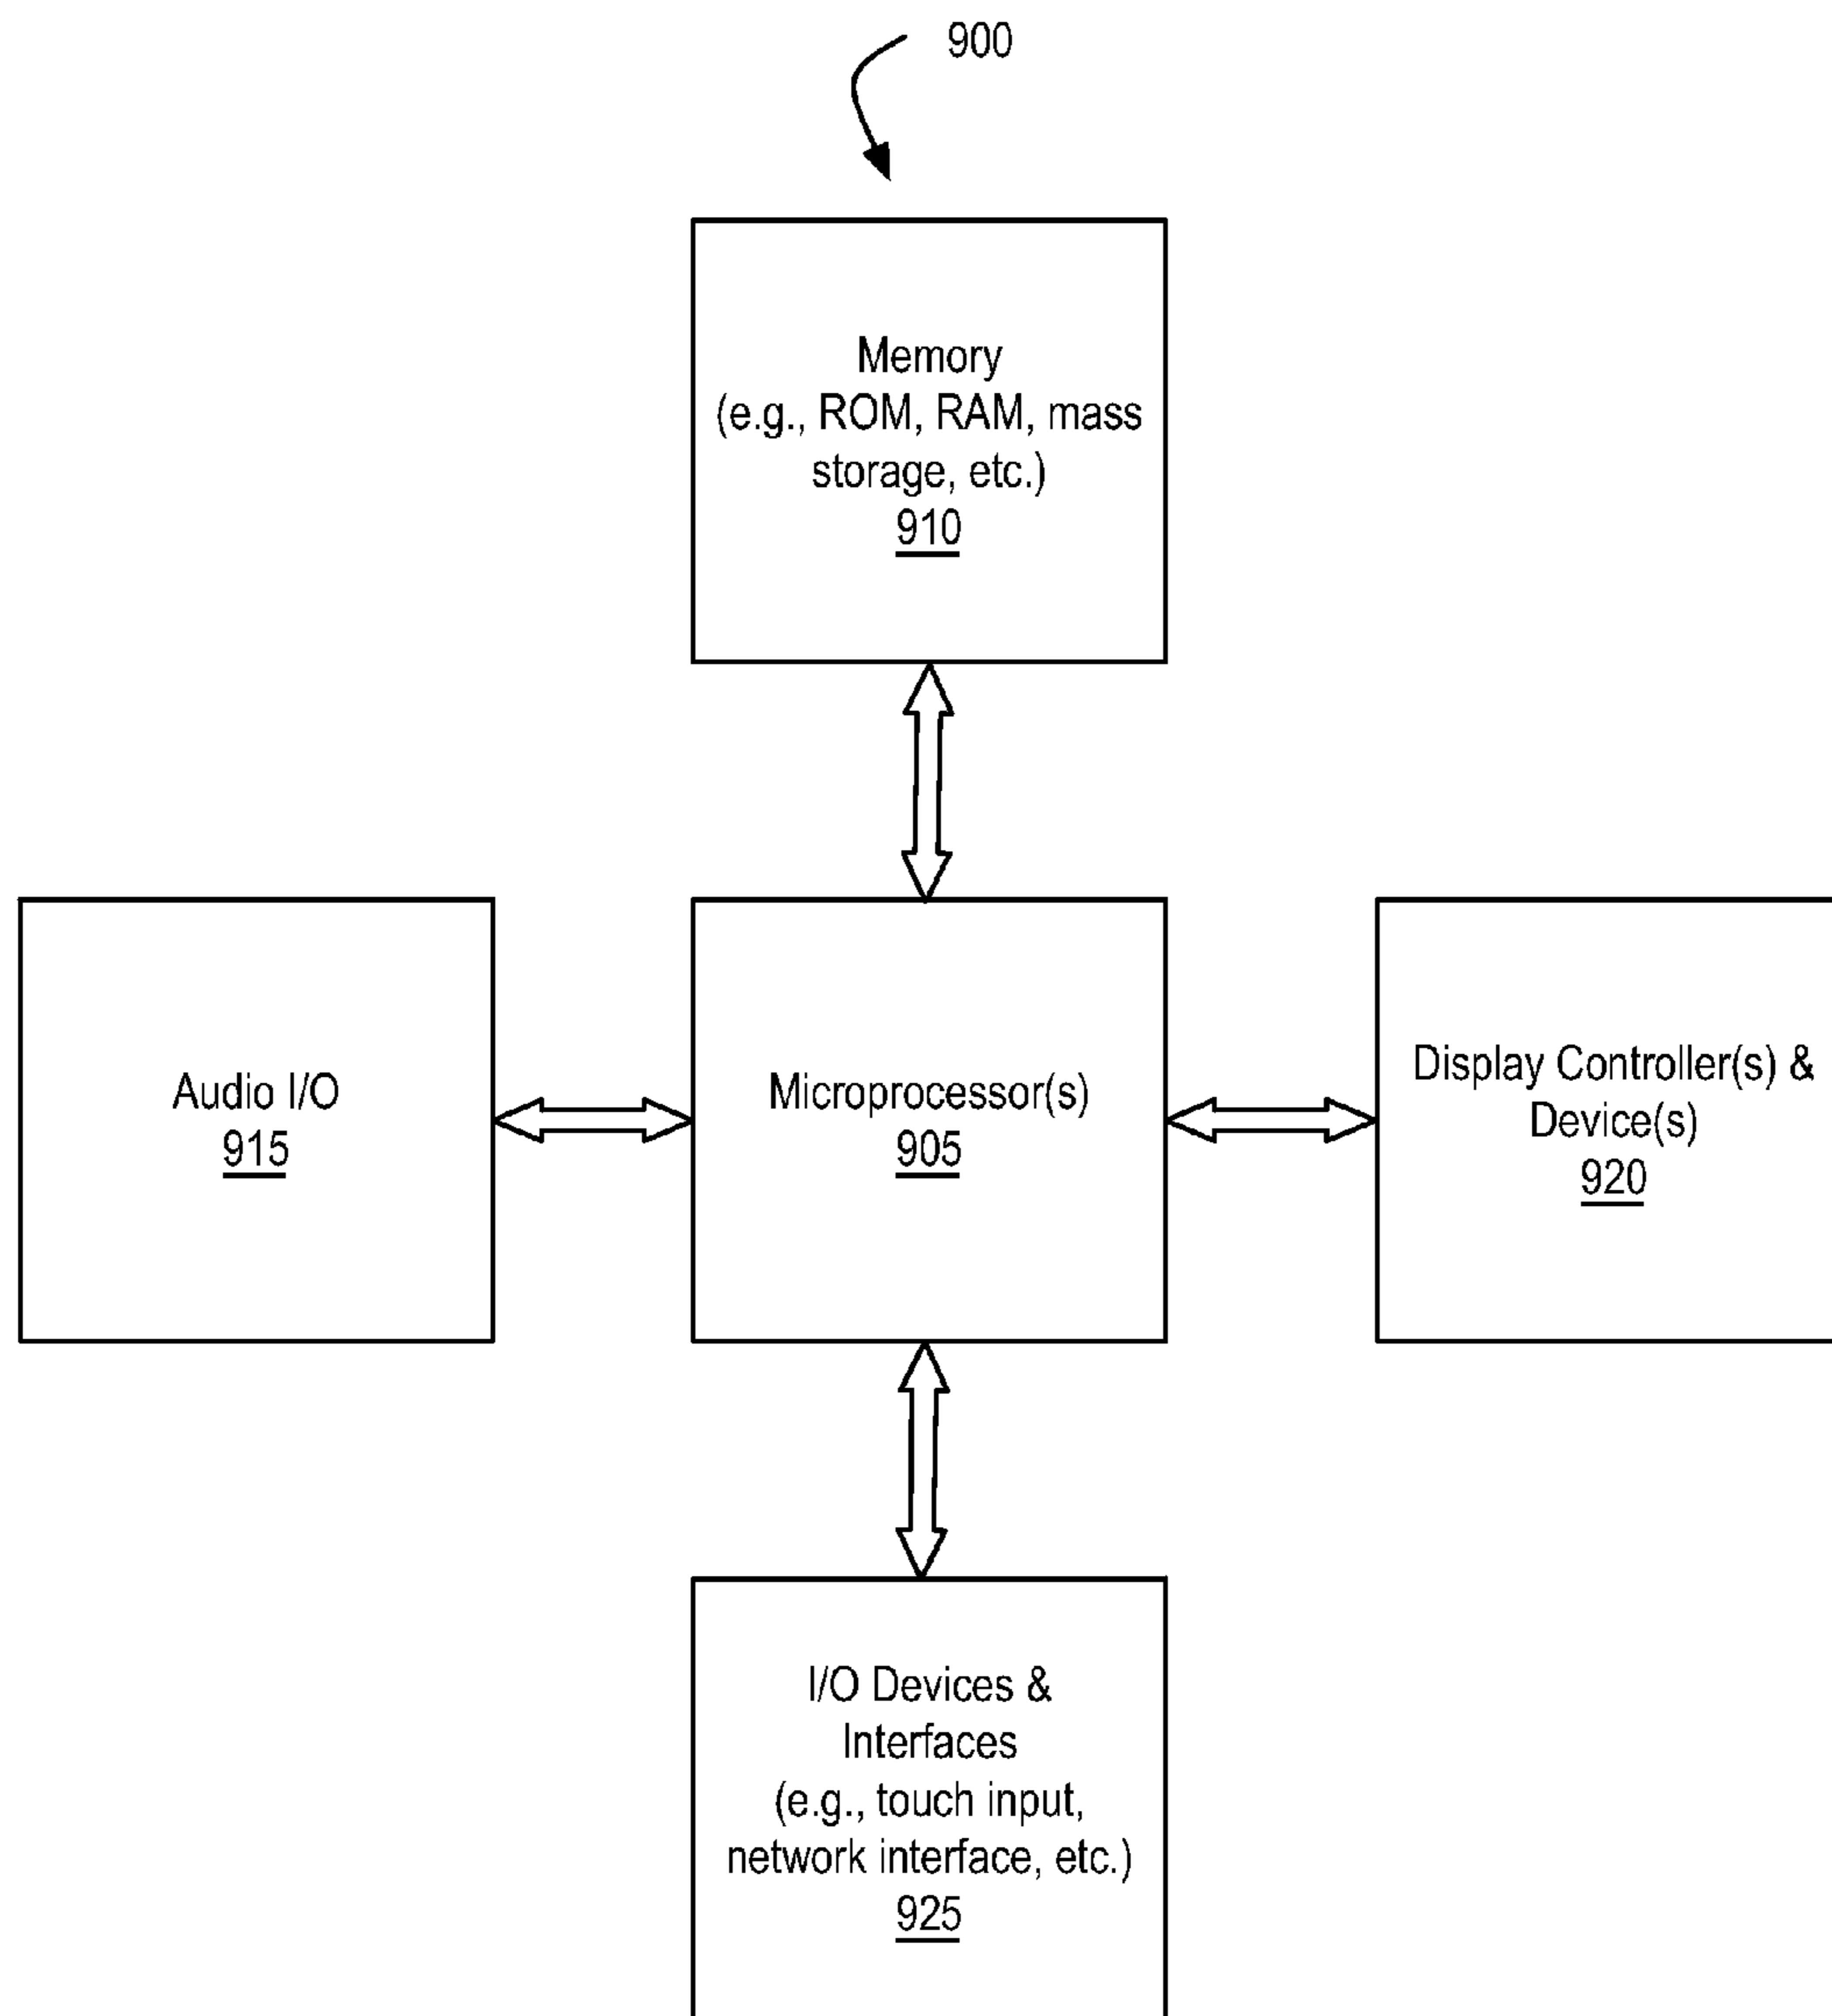 900
Memory
(e.g., ROM, RAM, mass
storage, etc.)
910
Audio I/O
915
Microprocessor(s)
905
Display Controller(s) &
Device(s)
920
I/O Devices &
Interfaces
(e.g., touch input,
network interface, etc.)
925